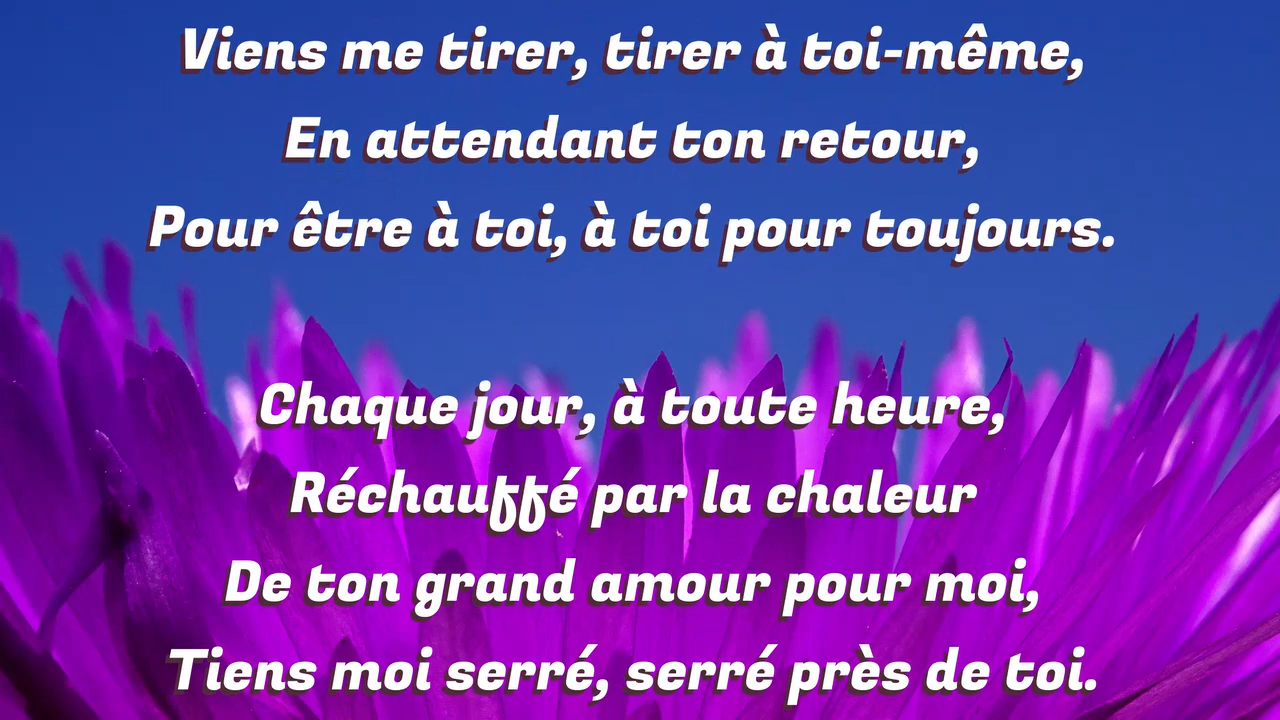 Viens me tirer, tirer à toi-même,
En attendant ton retour,
Pour être à toi, à toi pour toujours.
Chaque jour, à toute heure,
Réchauffé par la chaleur
De ton grand amour pour moi,
Tiens moi serré, serré près de toi.